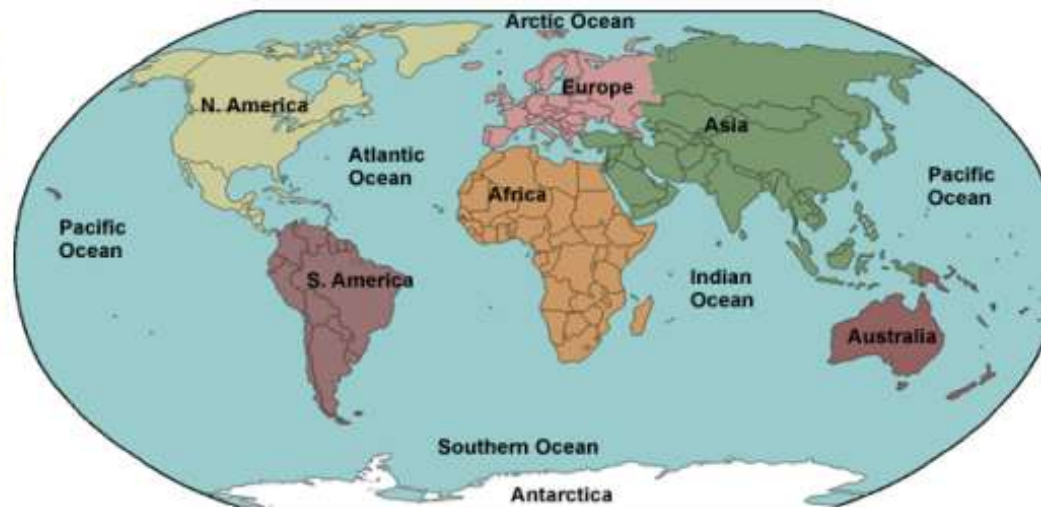 Arctic Ocean
N. America
Europe
Asia
Atlantic
Ocean
Pacific
Ocean
Africa
Pacific
Ocean
S. America
Indian
Ocean
Australia
Southern Ocean
Antarctica